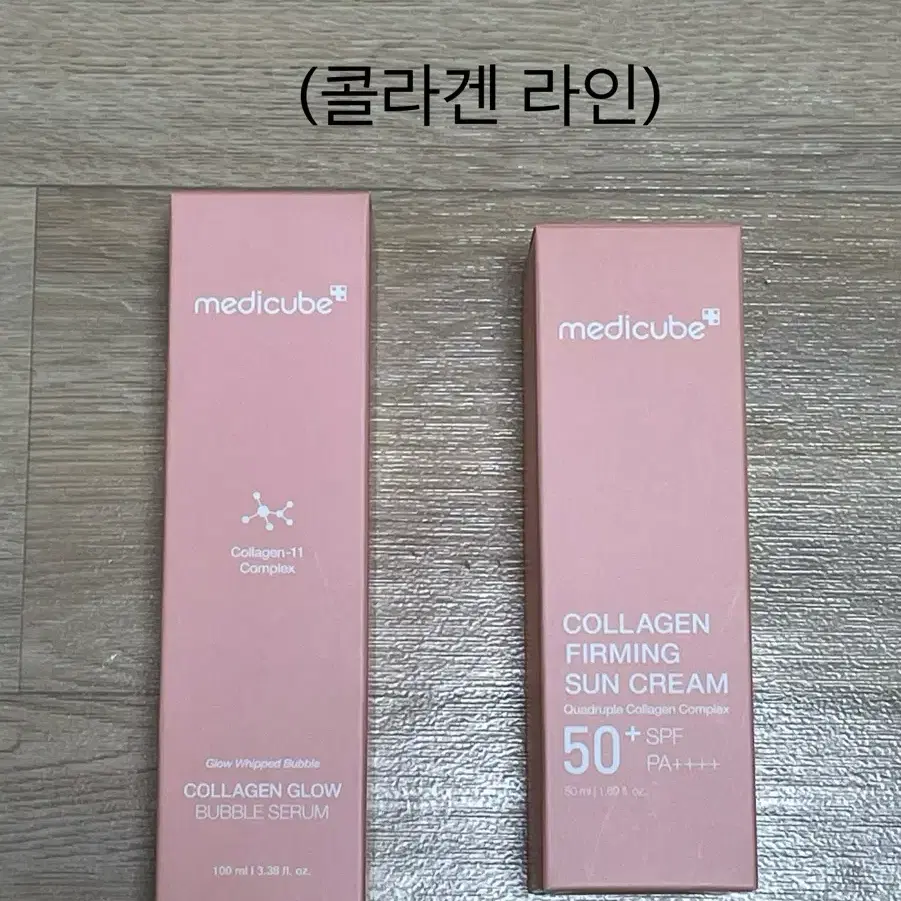 (콜라겐 라인)
medicube
Collagen-11
Complex
Glow Whipped Bubble
COLLAGEN GLOW
BUBBLE SERUM
100 ml | 3.38 fl. oz.
medicube
COLLAGEN
FIRMING
SUN CREAM
Quadruple Collagen Complex
50+ SPF
PA++++
50 ml | 1.69 fl. oz.